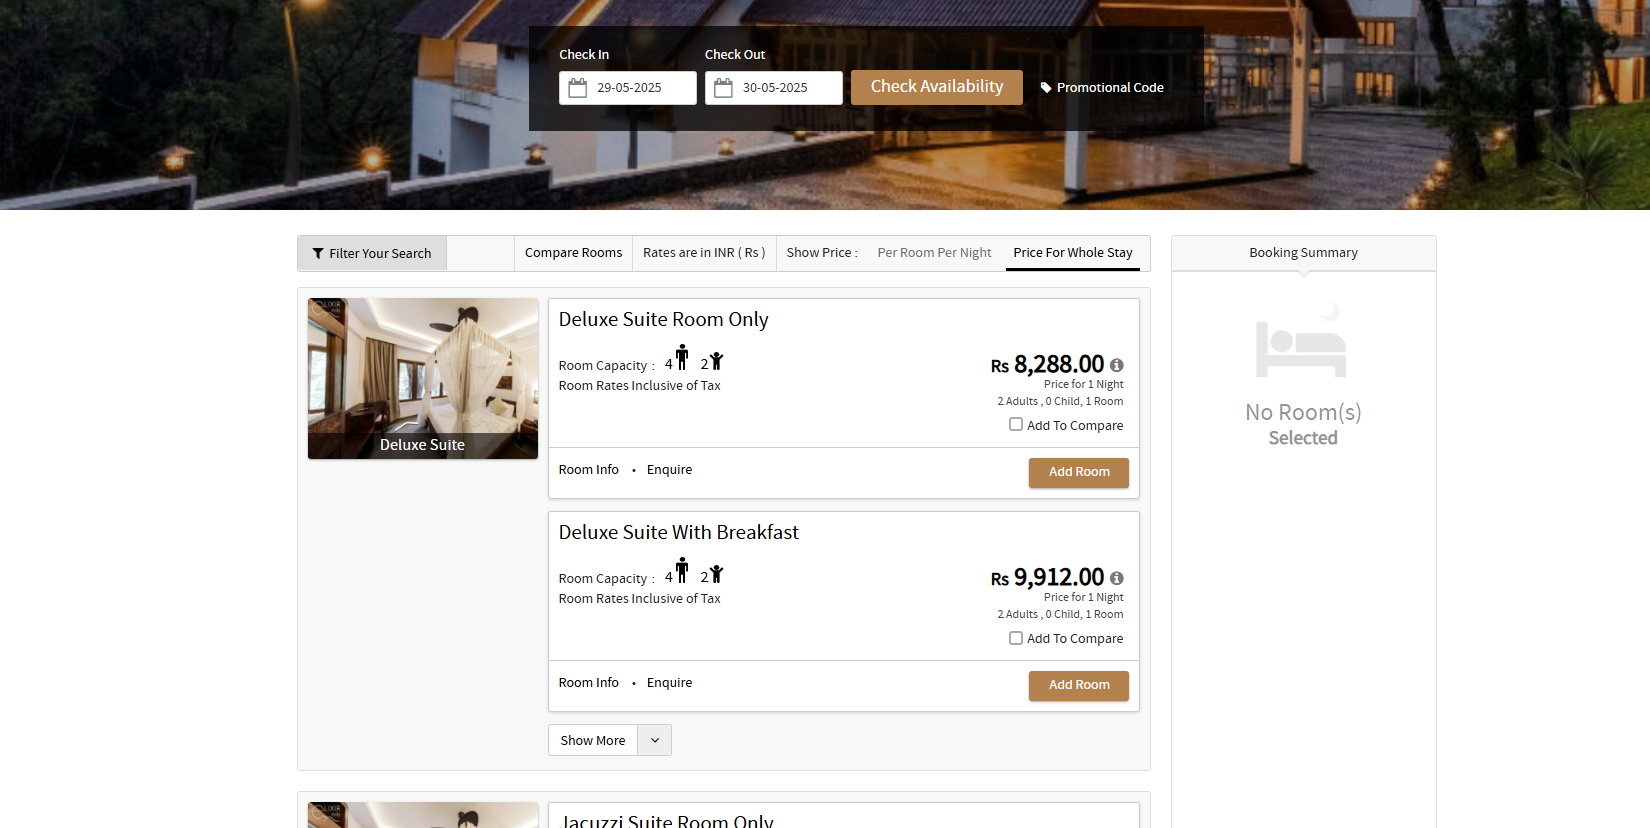 Check In
Check Out
29-05-2025
30-05-2025
Check Availability
Promotional Code
Filter Your Search
Compare Rooms
Rates are in INR ( Rs )
Show Price :
Per Room Per Night
Price For Whole Stay
Booking Summary
No Room(s)
Selected
Deluxe Suite
Deluxe Suite Room Only
Room Capacity : 4 2
Room Rates Inclusive of Tax
Rs 8,288.00
Price for 1 Night
2 Adults , 0 Child, 1 Room
Add To Compare
Room Info • Enquire
Add Room
Deluxe Suite With Breakfast
Room Capacity : 4 2
Room Rates Inclusive of Tax
Rs 9,912.00
Price for 1 Night
2 Adults , 0 Child, 1 Room
Add To Compare
Room Info • Enquire
Add Room
Show More
Jacuzzi Suite Room Only